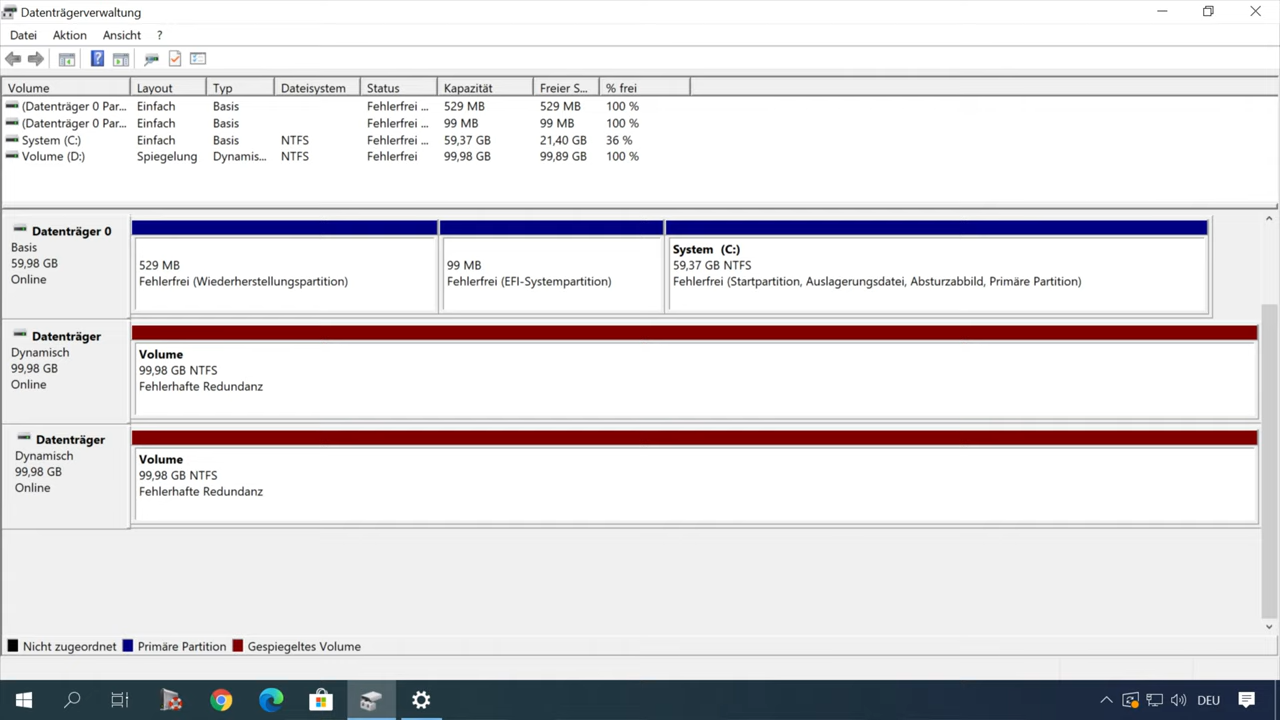 Datenträgerverwaltung
Datei Aktion Ansicht ?
Volume Layout Typ Dateisystem Status Kapazität Freier S... % frei
(Datenträger 0 Par... Einfach Basis Fehlerfrei ... 529 MB 529 MB 100 %
(Datenträger 0 Par... Einfach Basis Fehlerfrei ... 99 MB 99 MB 100 %
System (C:) Einfach Basis NTFS Fehlerfrei ... 59,37 GB 21,40 GB 36 %
Volume (D:) Spiegelung Dynamis... NTFS Fehlerfrei 99,98 GB 99,89 GB 100 %
Datenträger 0
Basis
59,98 GB
Online
529 MB
Fehlerfrei (Wiederherstellungspartition)
99 MB
Fehlerfrei (EFI-Systempartition)
System (C:)
59,37 GB NTFS
Fehlerfrei (Startpartition, Auslagerungsdatei, Absturzabbild, Primäre Partition)
Datenträger
Dynamisch
99,98 GB
Online
Volume
99,98 GB NTFS
Fehlerhafte Redundanz
Datenträger
Dynamisch
99,98 GB
Online
Volume
99,98 GB NTFS
Fehlerhafte Redundanz
Nicht zugeordnet Primäre Partition Gespiegeltes Volume
DEU